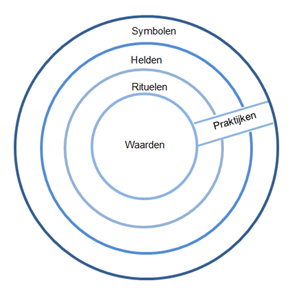 Symbolen
Helden
Rituelen
Praktijken
Waarden